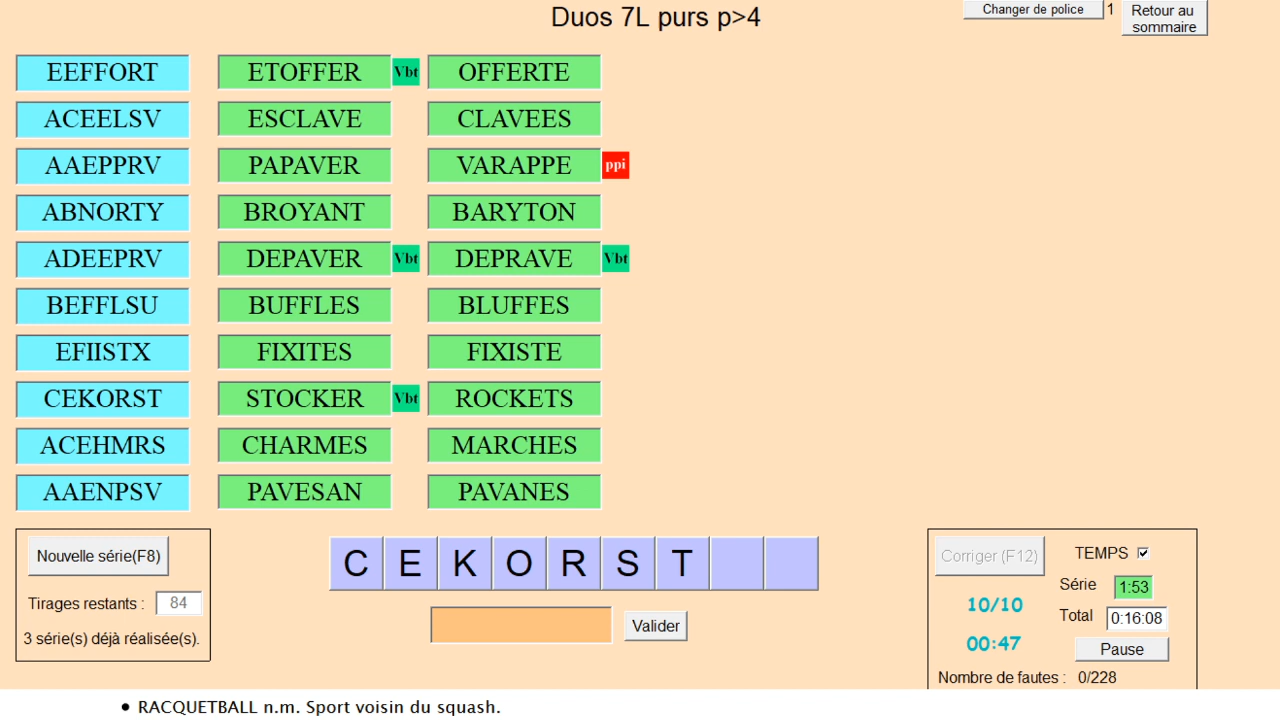 Duos 7L purs p>4
Changer de police 1 Retour au sommaire
EEFFORT ETOFFER Vbt OFFERTE
ACEELSV ESCLAVE CLAVEES
AAEPPRV PAPAVER VARAPPE ppi
ABNORTY BROYANT BARYTON
ADEEPRV DEPAVER Vbt DEPRAVE Vbt
BEFFLSU BUFFLES BLUFFES
EFIISTX FIXITES FIXISTE
CEKORST STOCKER Vbt ROCKETS
ACEHMRS CHARMES MARCHES
AAENPSV PAVESAN PAVANES
Nouvelle série(F8)
Tirages restants : 84
3 série(s) déjà réalisée(s).
C E K O R S T
Valider
Corriger (F12) TEMPS
Série 1:53
10/10
Total 0:16:08
00:47
Pause
Nombre de fautes : 0/228
• RACQUETBALL n.m. Sport voisin du squash.